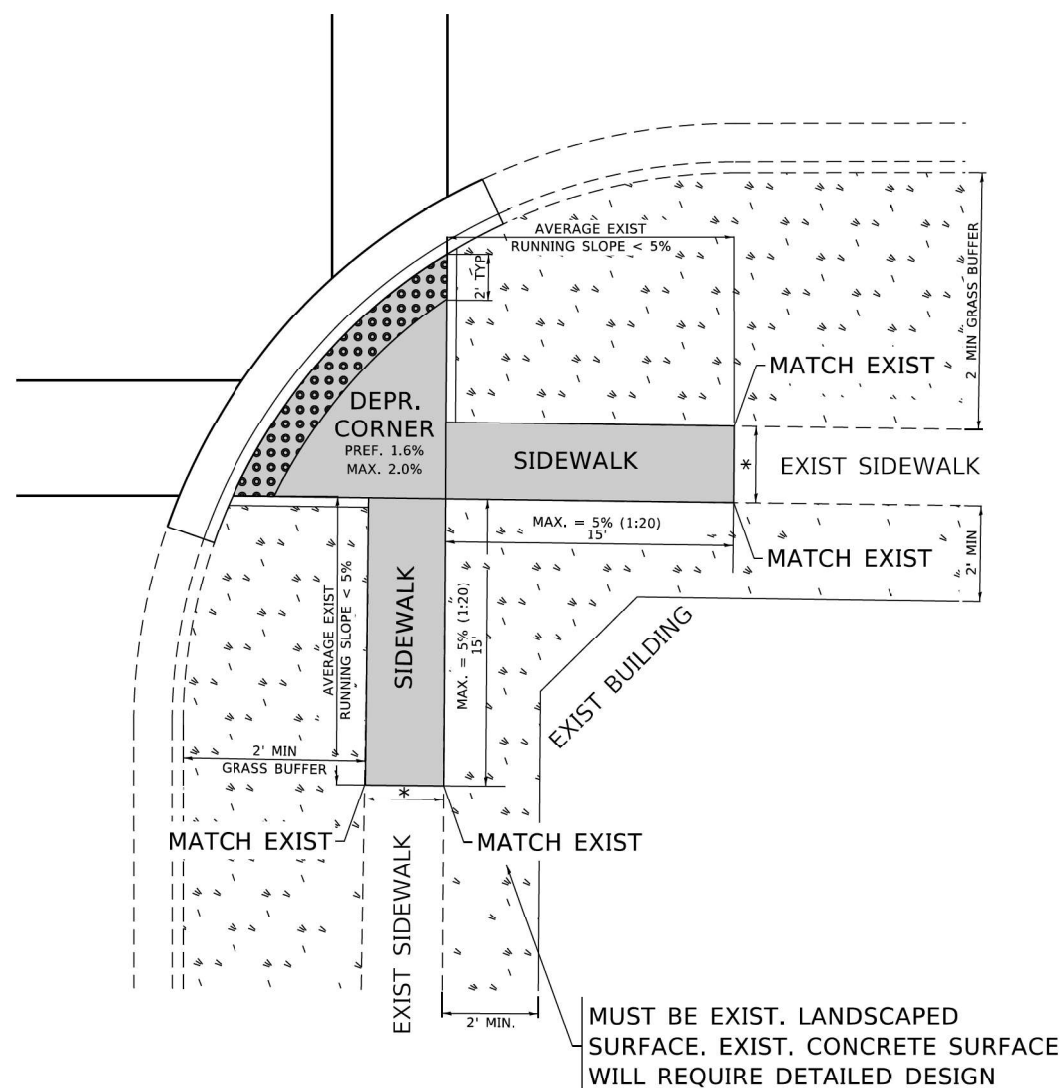 AVERAGE EXIST
RUNNING SLOPE < 5%
2' TYP
2 MIN GRASS BUFFER
MATCH EXIST
DEPR.
CORNER
PREF. 1.6%
MAX. 2.0%
SIDEWALK
*
EXIST SIDEWALK
MAX. = 5% (1:20)
15'
MATCH EXIST
2' MIN
AVERAGE EXIST
RUNNING SLOPE < 5%
SIDEWALK
MAX. = 5% (1:20)
15'
EXIST BUILDING
2' MIN
GRASS BUFFER
*
MATCH EXIST
MATCH EXIST
EXIST SIDEWALK
2' MIN.
MUST BE EXIST. LANDSCAPED
SURFACE. EXIST. CONCRETE SURFACE
WILL REQUIRE DETAILED DESIGN